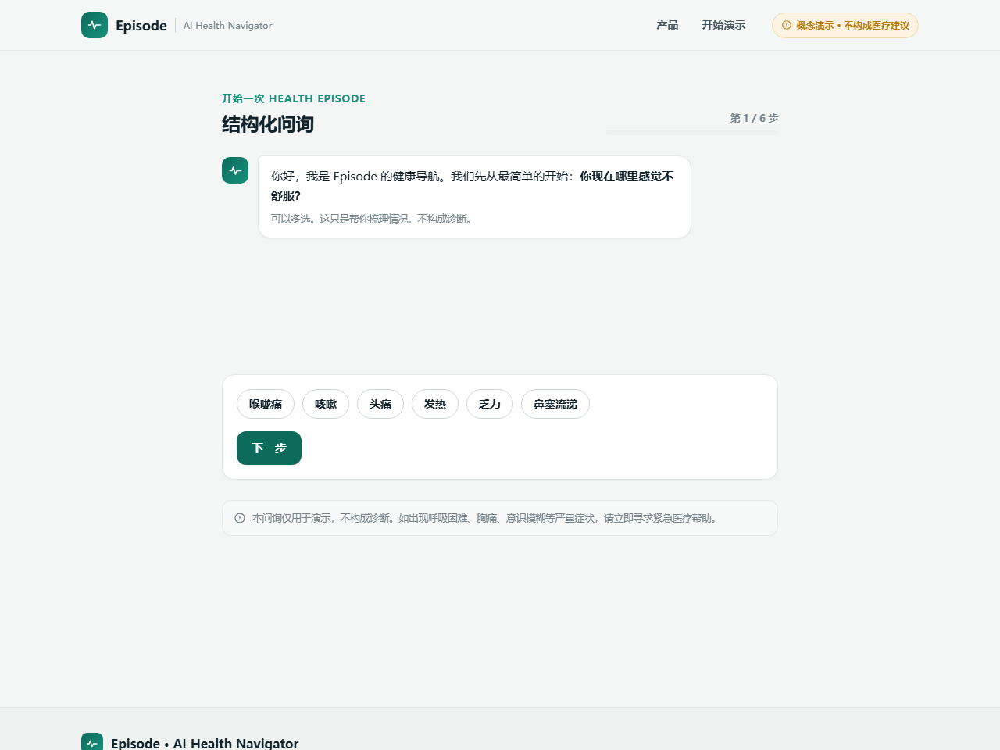 Episode AI Health Navigator 产品 开始演示 概念演示 • 不构成医疗建议
开始一次 HEALTH EPISODE
结构化问询
第 1 / 6 步
你好，我是 Episode 的健康导航。我们先从最简单的开始：你现在哪里感觉不
舒服？
可以多选。这只是帮你梳理情况，不构成诊断。
喉咙痛 咳嗽 头痛 发热 乏力 鼻塞流涕
下一步
本问询仅用于演示，不构成诊断。如出现呼吸困难、胸痛、意识模糊等严重症状，请立即寻求紧急医疗帮助。
Episode • AI Health Navigator